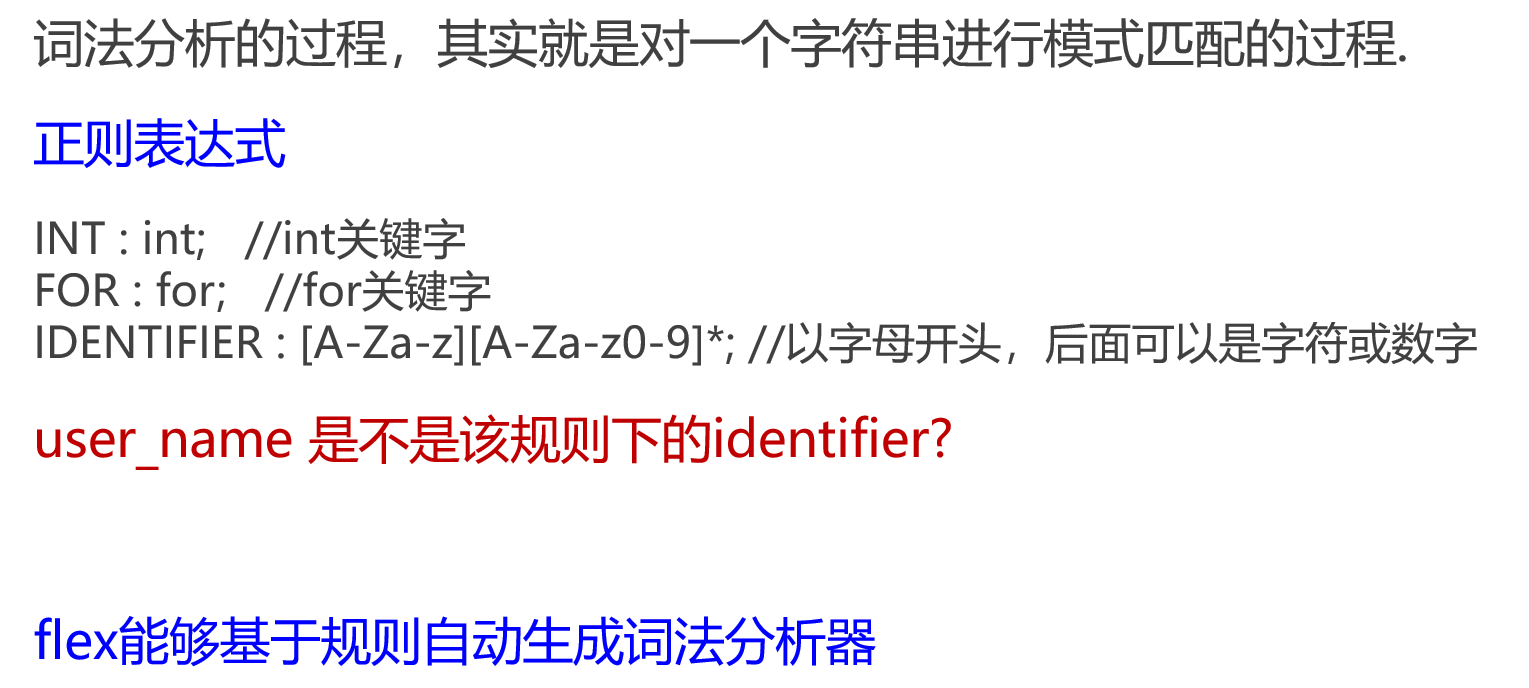 词法分析的过程，其实就是对一个字符串进行模式匹配的过程.
正则表达式
INT : int;   //int关键字
FOR : for;   //for关键字
IDENTIFIER : [A-Za-z][A-Za-z0-9]*; //以字母开头，后面可以是字符或数字
user_name 是不是该规则下的identifier?
flex能够基于规则自动生成词法分析器